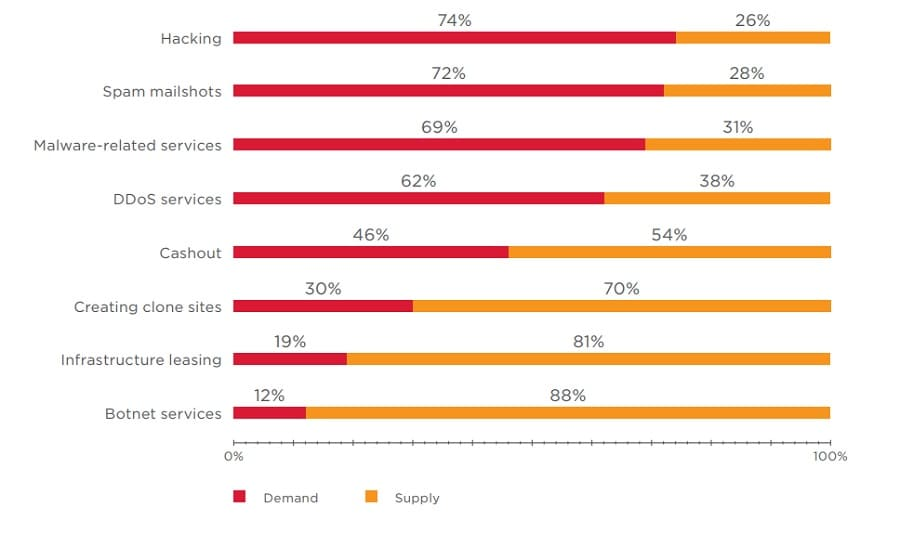 74% 26%
Hacking
72% 28%
Spam mailshots
69% 31%
Malware-related services
62% 38%
DDoS services
46% 54%
Cashout
30% 70%
Creating clone sites
19% 81%
Infrastructure leasing
12% 88%
Botnet services
0% 100%
Demand Supply